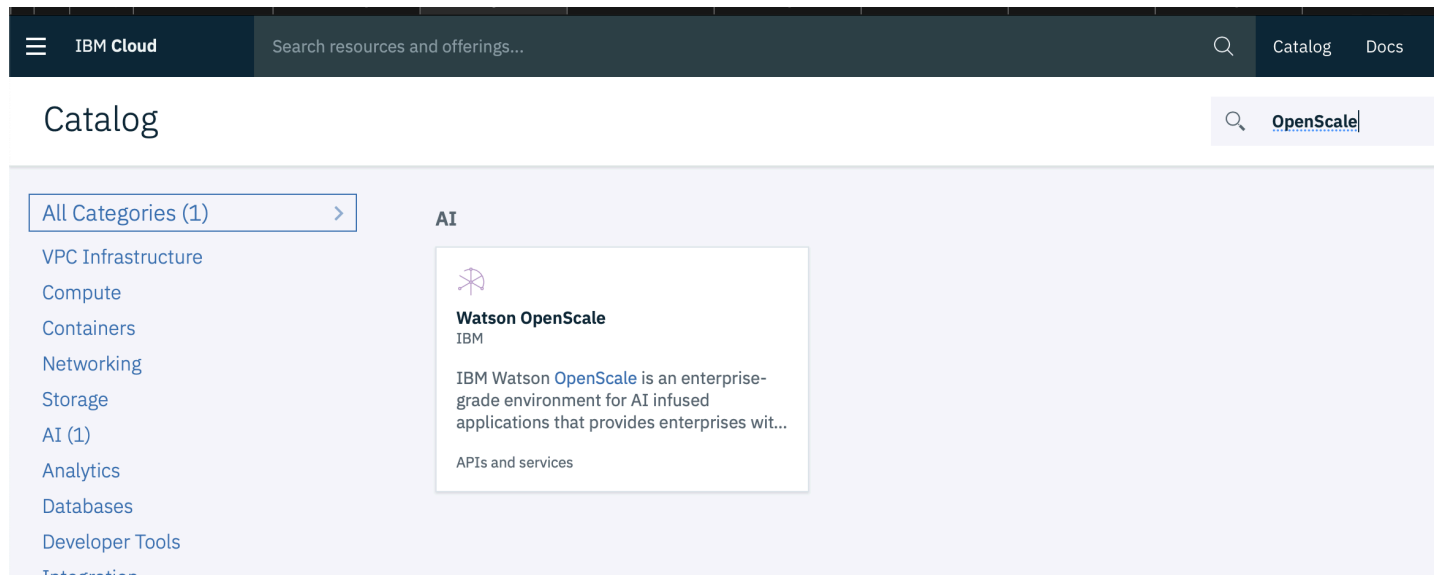 IBM Cloud
Search resources and offerings...
Catalog
Docs
Catalog
OpenScale
All Categories (1)
VPC Infrastructure
Compute
Containers
Networking
Storage
AI (1)
Analytics
Databases
Developer Tools
Integration
AI
Watson OpenScale
IBM
IBM Watson OpenScale is an enterprise-
grade environment for AI infused
applications that provides enterprises wit...
APIs and services